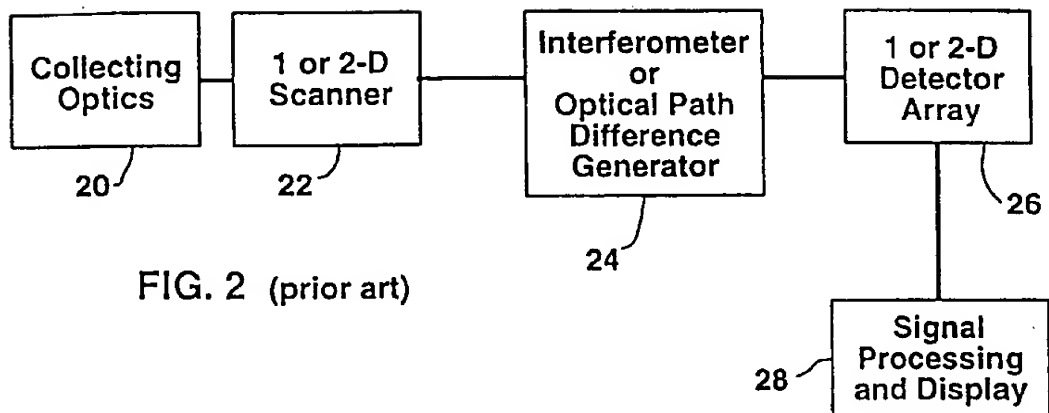 Collecting
Optics
20
1 or 2-D
Scanner
22
Interferometer
or
Optical Path
Difference
Generator
24
1 or 2-D
Detector
Array
26
Signal
Processing
and Display
28
FIG. 2 (prior art)